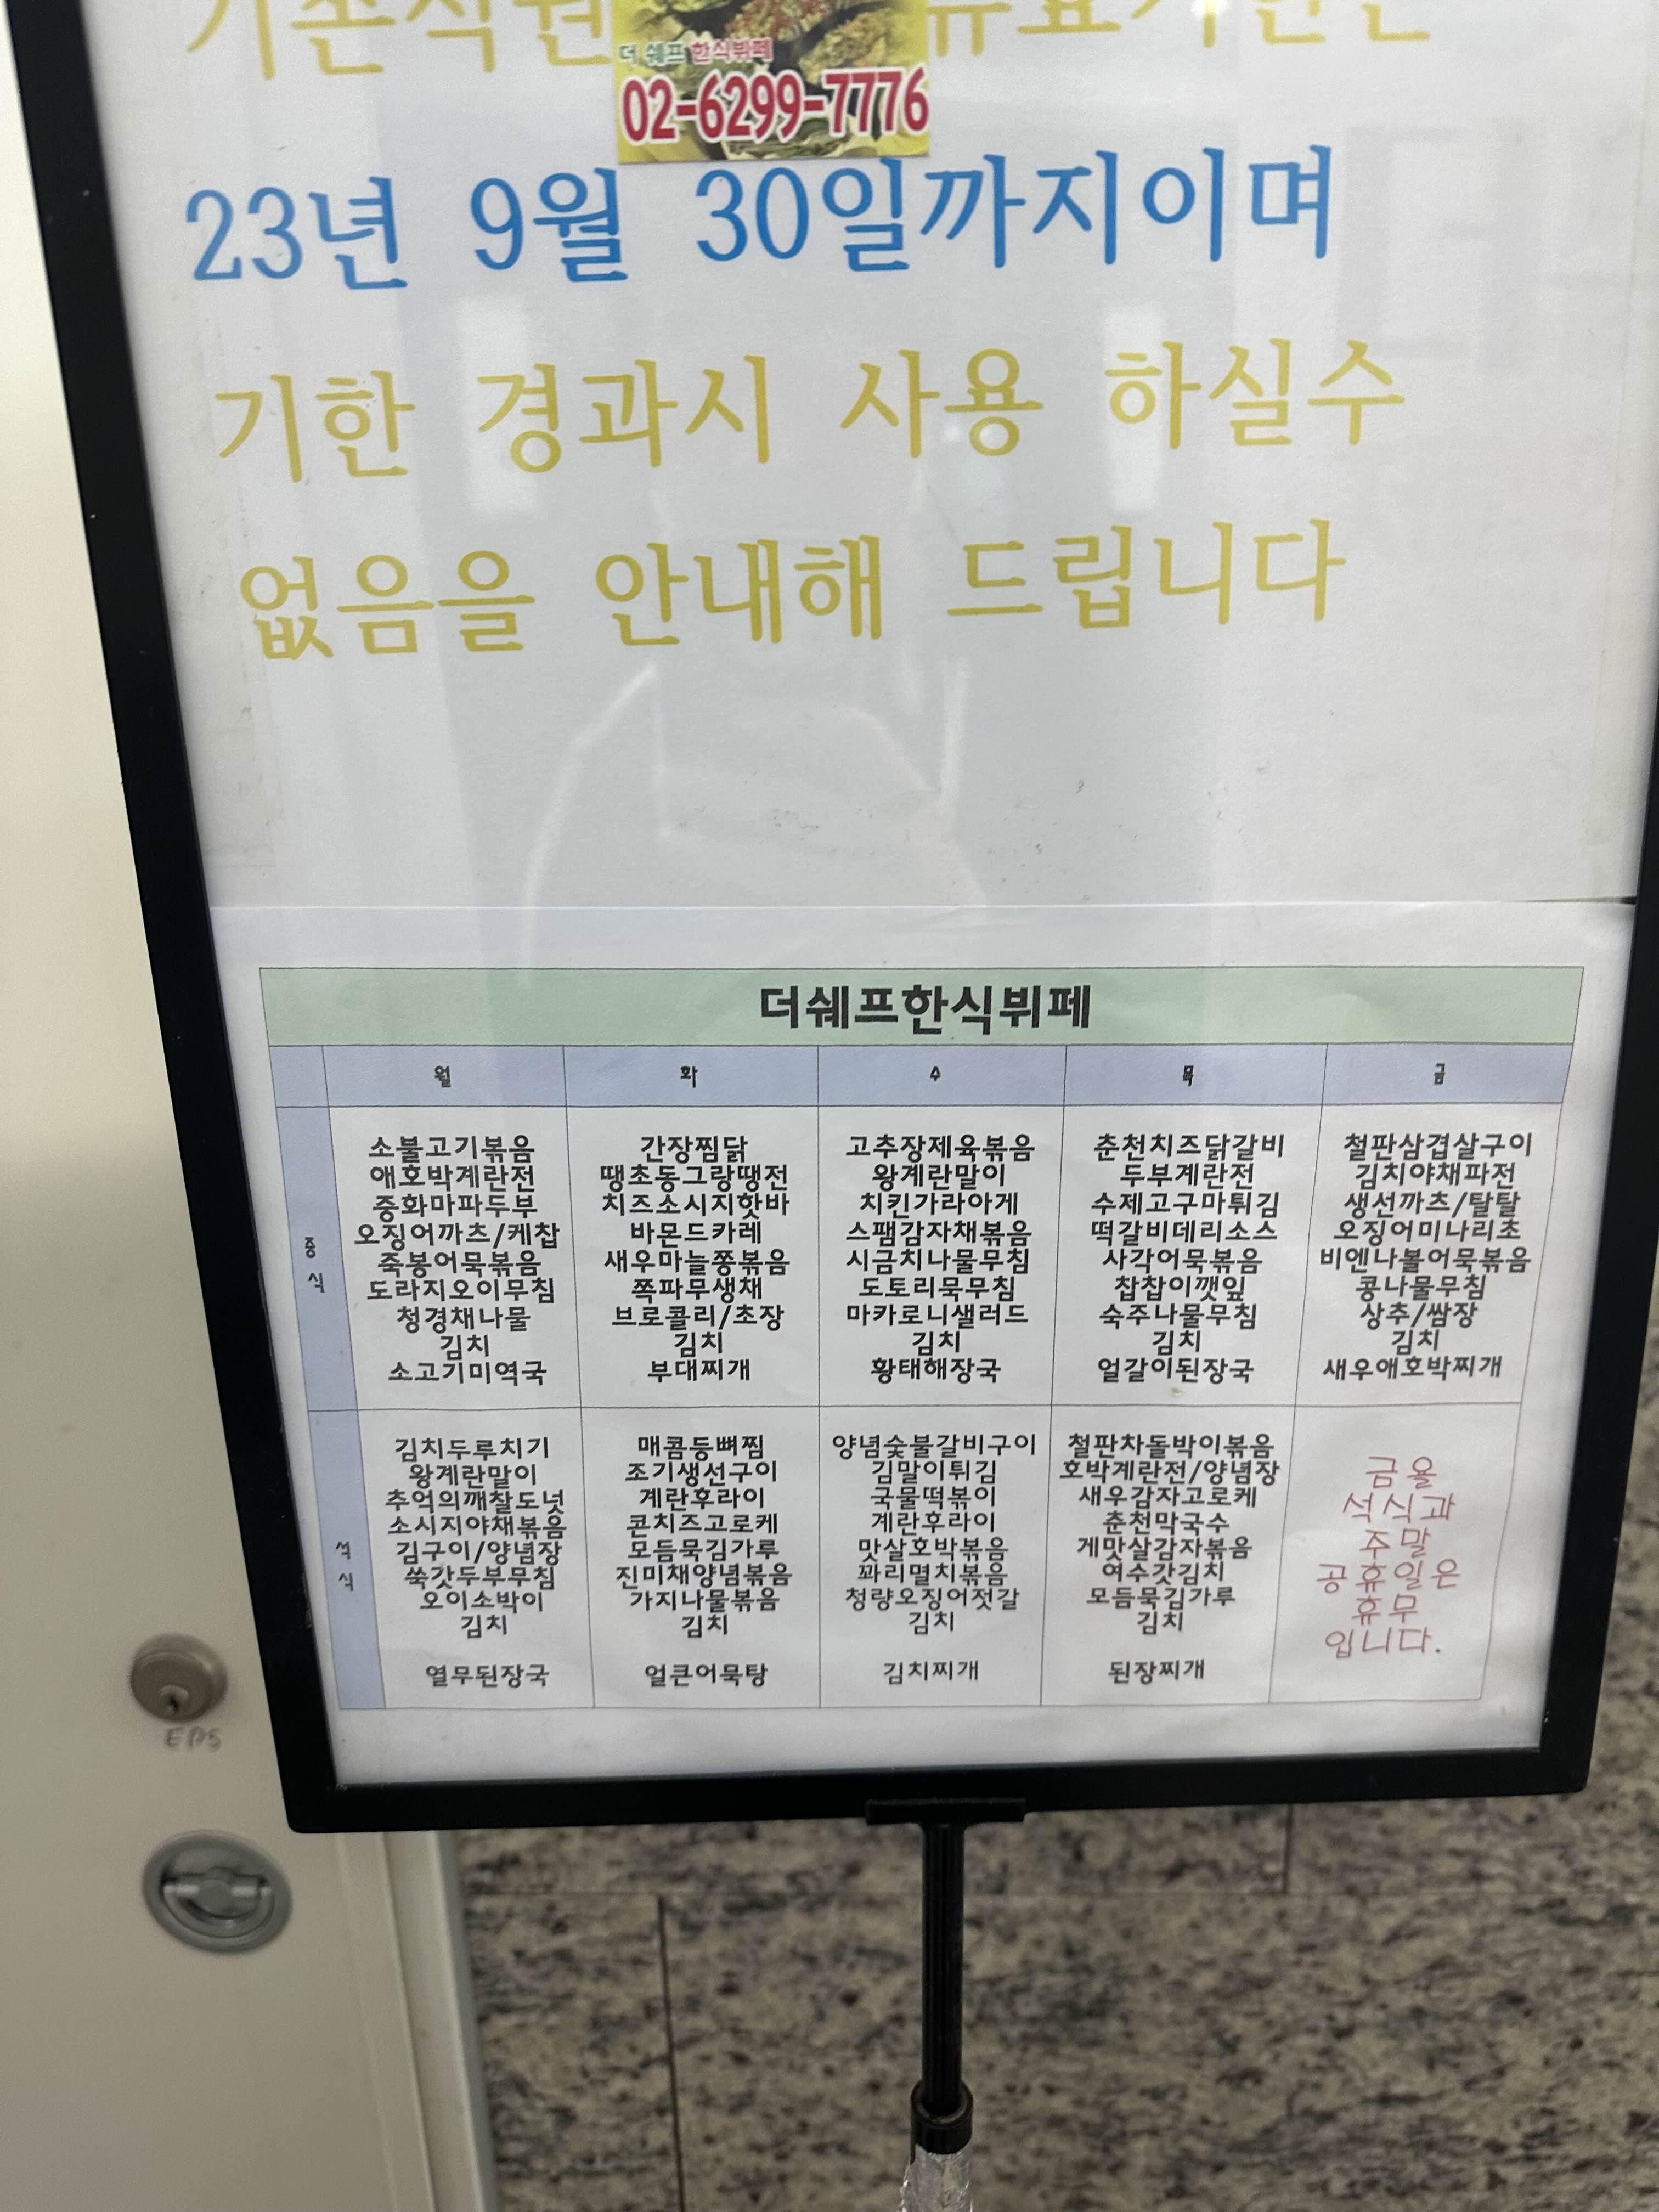 더 쉐프 한식뷔페
02-6299-7776
23년 9월 30일까지이며
기한 경과시 사용 하실수
없음을 안내해 드립니다
더쉐프한식뷔페
월 화 수 목 금
중식
소불고기볶음 간장찜닭 고추장제육볶음 춘천치즈닭갈비 철판삼겹살구이
애호박계란전 땡초동그랑땡전 왕계란말이 두부계란전 김치야채파전
중화마파두부 치즈소시지핫바 치킨가라아게 수제고구마튀김 생선까츠/탈탈
오징어까츠/케찹 바몬드카레 스팸감자채볶음 떡갈비데리소스 오징어미나리초
죽봉어묵볶음 새우마늘쫑볶음 시금치나물무침 사각어묵볶음 비엔나볼어묵볶음
도라지오이무침 쪽파무생채 도토리묵무침 찹찹이깻잎 콩나물무침
청경채나물 브로콜리/초장 마카로니샐러드 숙주나물무침 상추/쌈장
김치 김치 김치 김치 김치
소고기미역국 부대찌개 황태해장국 얼갈이된장국 새우애호박찌개
석식
김치두루치기 매콤등뼈찜 양념숯불갈비구이 철판차돌박이볶음
왕계란말이 조기생선구이 김말이튀김 호박계란전/양념장
추억의깨찰도넛 계란후라이 국물떡볶이 새우감자고로케
소시지야채볶음 콘치즈고로케 계란후라이 춘천막국수
김구이/양념장 모듬묵김가루 맛살호박볶음 게맛살감자볶음
쑥갓두부무침 진미채양념볶음 꽈리멸치볶음 여수갓김치
오이소박이 가지나물볶음 청량오징어젓갈 모듬묵김가루
김치 김치 김치 김치
열무된장국 얼큰어묵탕 김치찌개 된장찌개
금욜
석식과
주말
공휴일은
휴무
입니다.
EPS